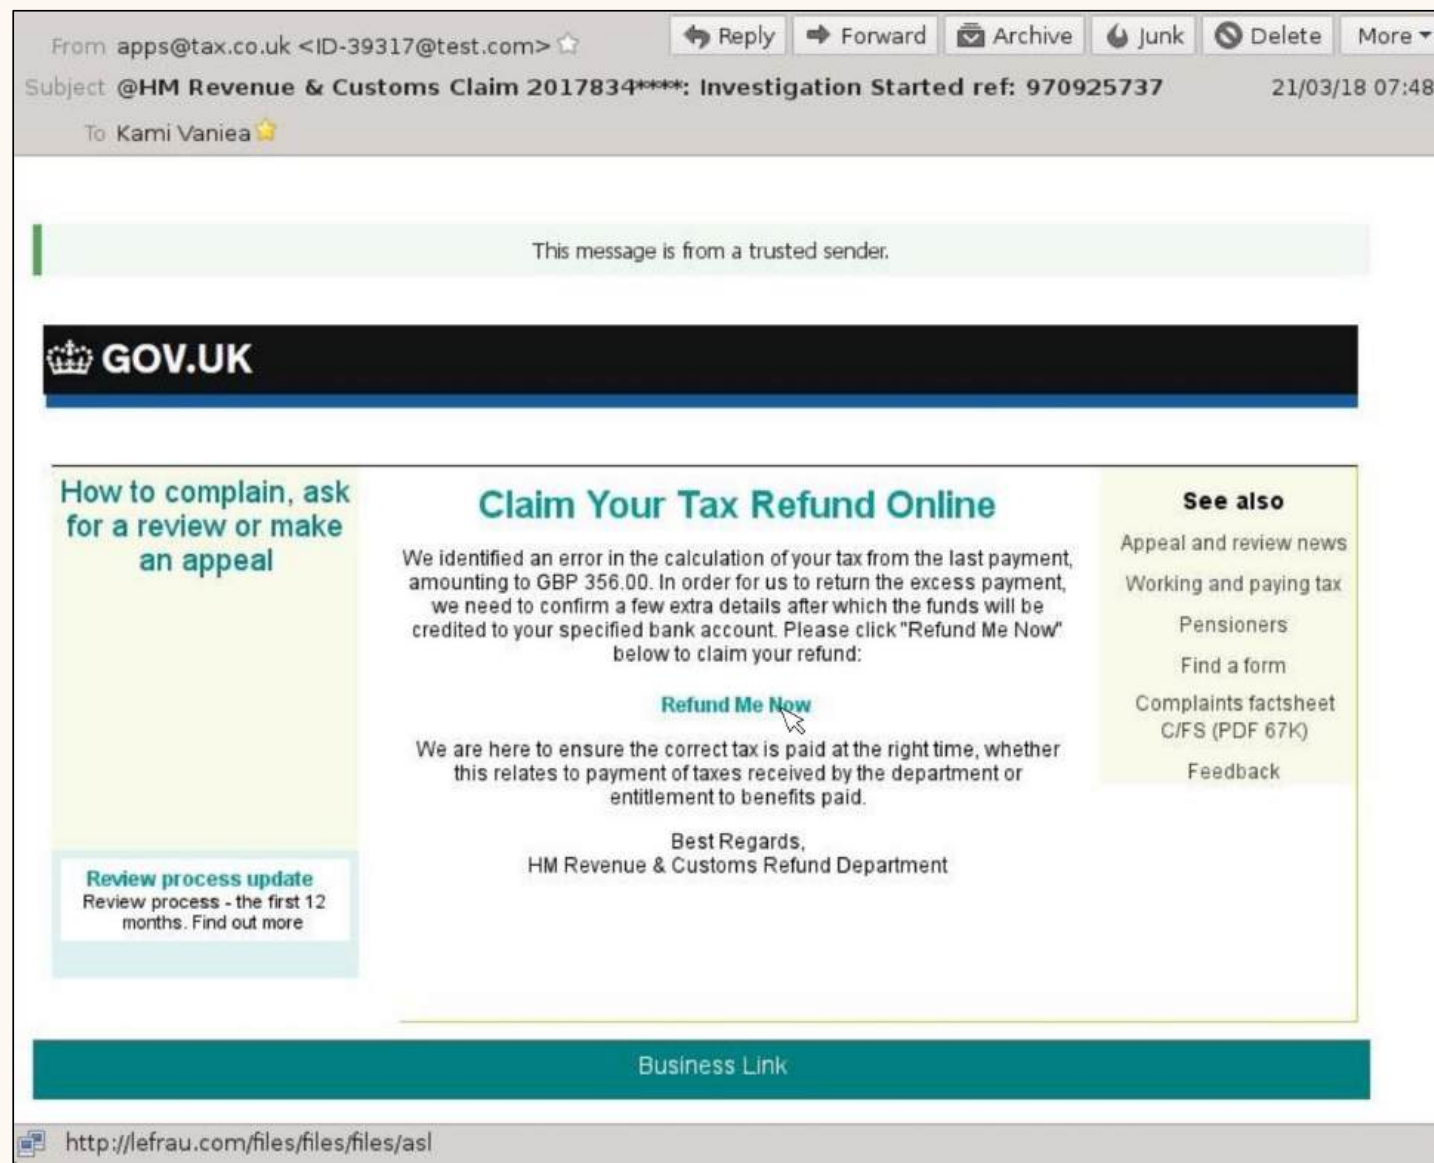 From apps@tax.co.uk <ID-39317@test.com>
Reply Forward Archive Junk Delete More
Subject @HM Revenue & Customs Claim 2017834****: Investigation Started ref: 970925737 21/03/18 07:48
To Kami Vaniea
This message is from a trusted sender.
GOV.UK
How to complain, ask
for a review or make
an appeal
Review process update
Review process - the first 12
months. Find out more
Claim Your Tax Refund Online
We identified an error in the calculation of your tax from the last payment,
amounting to GBP 356.00. In order for us to return the excess payment,
we need to confirm a few extra details after which the funds will be
credited to your specified bank account. Please click "Refund Me Now"
below to claim your refund:
Refund Me Now
We are here to ensure the correct tax is paid at the right time, whether
this relates to payment of taxes received by the department or
entitlement to benefits paid.
Best Regards,
HM Revenue & Customs Refund Department
See also
Appeal and review news
Working and paying tax
Pensioners
Find a form
Complaints factsheet
C/FS (PDF 67K)
Feedback
Business Link
http://lefrau.com/files/files/files/asl